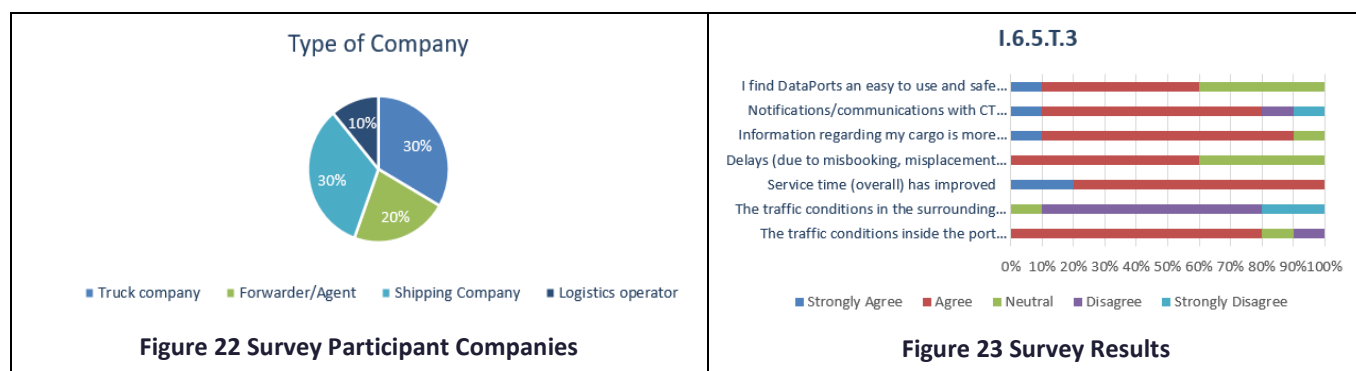 Type of Company
10%
30%
30%
20%
Truck company Forwarder/Agent Shipping Company Logistics operator
Figure 22 Survey Participant Companies
I.6.5.T.3
I find DataPorts an easy to use and safe...
Notifications/communications with CT...
Information regarding my cargo is more...
Delays (due to misbooking, misplacement...
Service time (overall) has improved
The traffic conditions in the surrounding...
The traffic conditions inside the port...
0% 10% 20% 30% 40% 50% 60% 70% 80% 90%100%
Strongly Agree Agree Neutral Disagree Strongly Disagree
Figure 23 Survey Results